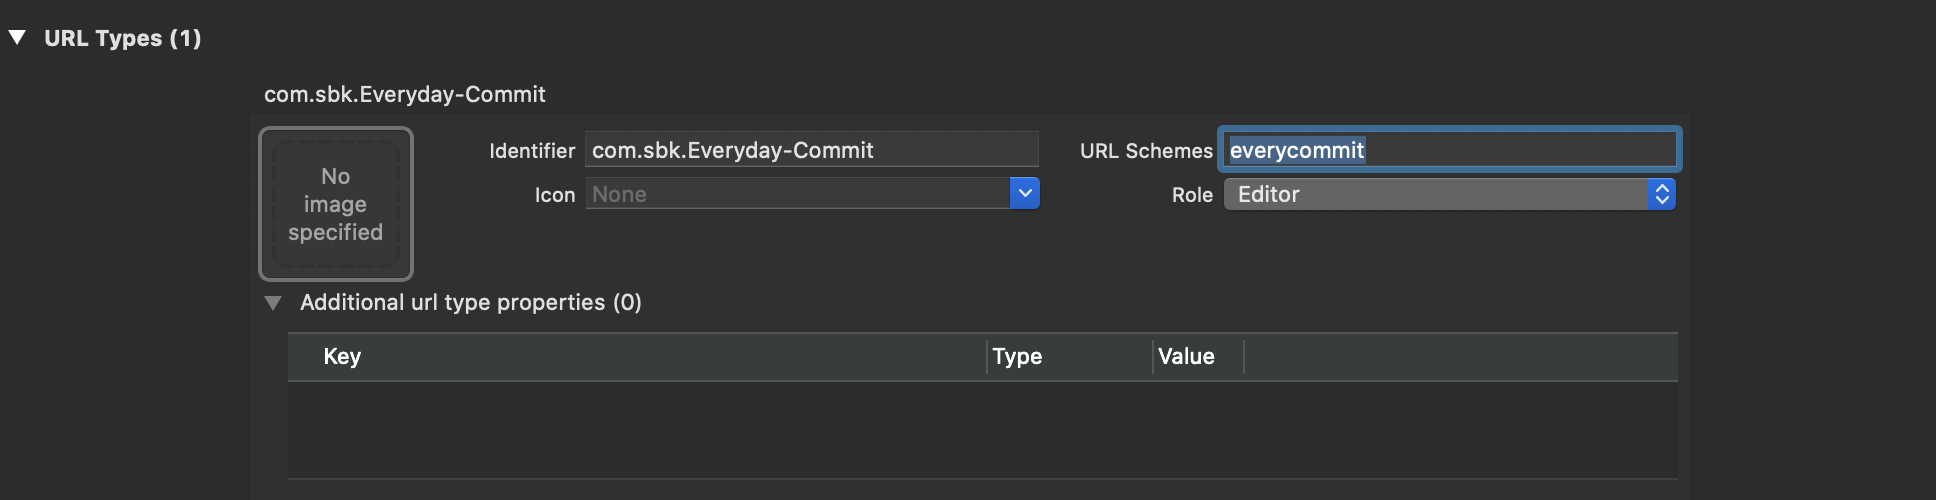 URL Types (1)
com.sbk.Everyday-Commit
No
image
specified
Identifier com.sbk.Everyday-Commit
URL Schemes everycommit
Icon None
Role Editor
Additional url type properties (0)
Key Type Value